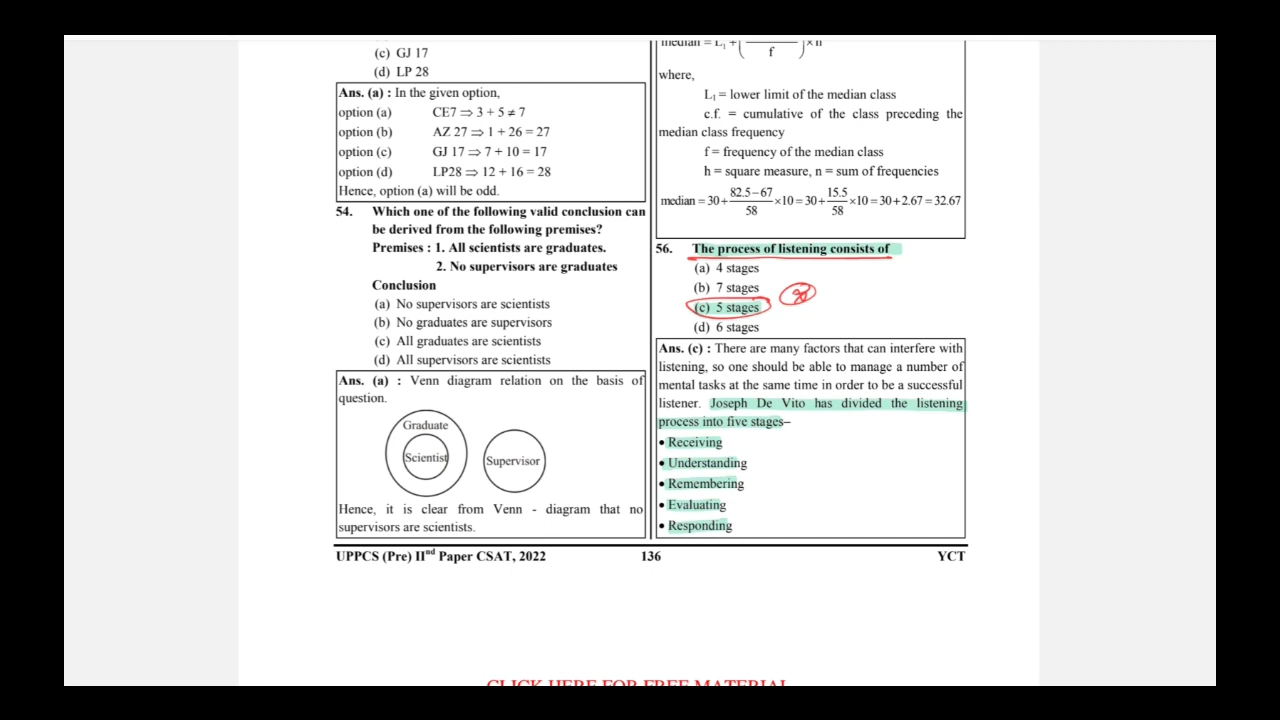 (c) GJ 17
(d) LP 28
Ans. (a) : In the given option,
option (a) CE7 ⇒ 3 + 5 ≠ 7
option (b) AZ 27 ⇒ 1 + 26 = 27
option (c) GJ 17 ⇒ 7 + 10 = 17
option (d) LP28 ⇒ 12 + 16 = 28
Hence, option (a) will be odd.
54. Which one of the following valid conclusion can
be derived from the following premises?
Premises : 1. All scientists are graduates.
2. No supervisors are graduates
Conclusion
(a) No supervisors are scientists
(b) No graduates are supervisors
(c) All graduates are scientists
(d) All supervisors are scientists
Ans. (a) : Venn diagram relation on the basis of
question.
Graduate
Scientist
Supervisor
Hence, it is clear from Venn - diagram that no
supervisors are scientists.
median = L₁ + ( / f ) × h
where,
L₁ = lower limit of the median class
c.f. = cumulative of the class preceding the
median class frequency
f = frequency of the median class
h = square measure, n = sum of frequencies
median = 30 + 82.5−67/58 ×10 = 30 + 15.5/58 ×10 = 30 + 2.67 = 32.67
56. The process of listening consists of
(a) 4 stages
(b) 7 stages
(c) 5 stages
(d) 6 stages
Ans. (c) : There are many factors that can interfere with
listening, so one should be able to manage a number of
mental tasks at the same time in order to be a successful
listener. Joseph De Vito has divided the listening
process into five stages–
• Receiving
• Understanding
• Remembering
• Evaluating
• Responding
UPPCS (Pre) IInd Paper CSAT, 2022 136 YCT
CLICK HERE FOR FREE MATERIAL